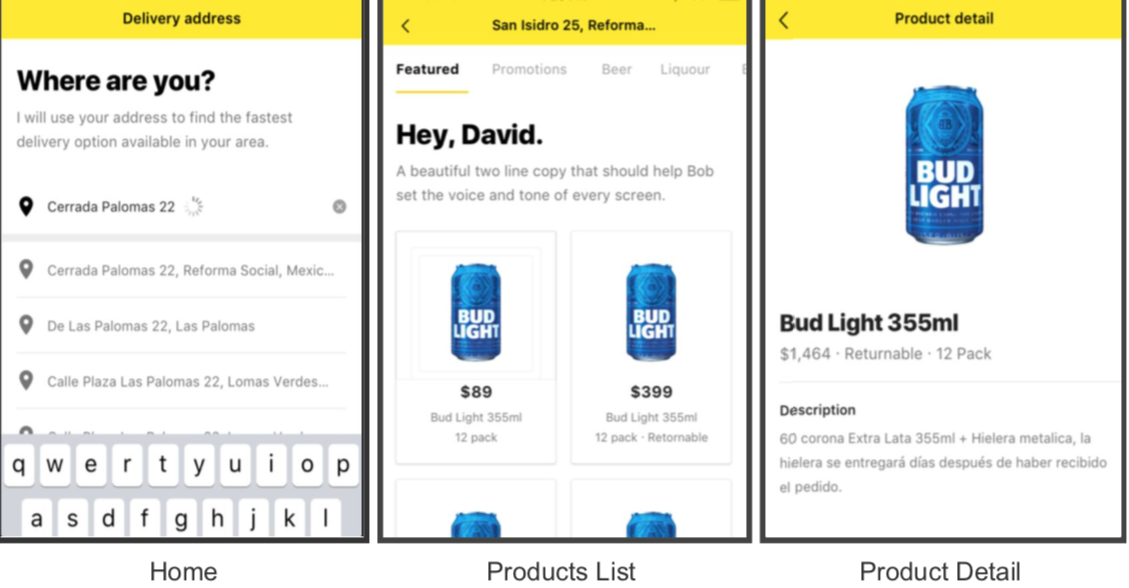 Delivery address
Where are you?
I will use your address to find the fastest
delivery option available in your area.
Cerrada Palomas 22
Cerrada Palomas 22, Reforma Social, Mexic...
De Las Palomas 22, Las Palomas
Calle Plaza Las Palomas 22, Lomas Verdes...
q w e r t y u i o p
a s d f g h j k l
Home
San Isidro 25, Reforma...
Featured Promotions Beer Liquour
Hey, David.
A beautiful two line copy that should help Bob
set the voice and tone of every screen.
BUD
LIGHT
$89
Bud Light 355ml
12 pack
BUD
LIGHT
$399
Bud Light 355ml
12 pack · Retornable
Products List
Product detail
BUD
LIGHT
Bud Light 355ml
$1,464 · Returnable · 12 Pack
Description
60 corona Extra Lata 355ml + Hielera metalica, la
hielera se entregará días después de haber recibido
el pedido.
Product Detail